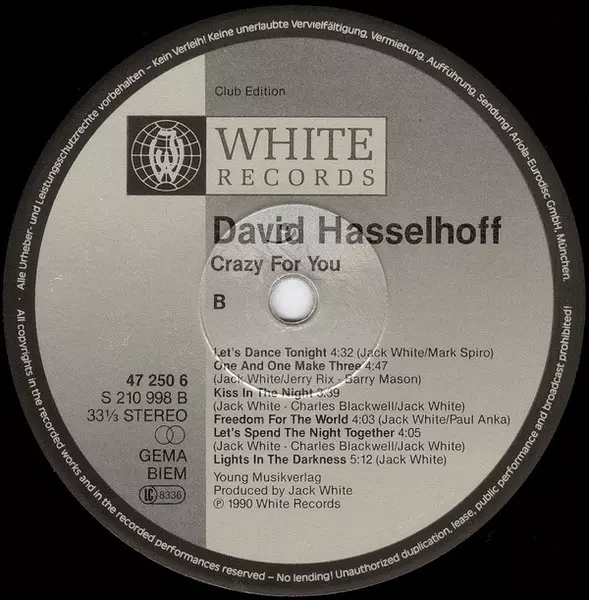 · Alle Urheber- und Leistungsschutzrechte vorbehalten – Kein Verleih! Keine unerlaubte Vervielfältigung, Vermietung, Aufführung, Sendung! Ariola-Eurodisc GmbH, München.
Club Edition
WHITE
RECORDS
David Hasselhoff
Crazy For You
B
Let's Dance Tonight 4:32 (Jack White/Mark Spiro)
One And One Make Three 4:47
(Jack White/Jerry Rix - Barry Mason)
Kiss In The Night 3:39
(Jack White - Charles Blackwell/Jack White)
Freedom For The World 4:03 (Jack White/Paul Anka)
Let's Spend The Night Together 4:05
(Jack White - Charles Blackwell/Jack White)
Lights In The Darkness 5:12 (Jack White)
47 250 6
S 210 998 B
33⅓ STEREO
GEMA
BIEM
LC 8336
Young Musikverlag
Produced by Jack White
℗ 1990 White Records
All copyrights in the recorded works and in the recorded performances reserved – No lending! Unauthorized duplication, lease, public performance and broadcast prohibited!